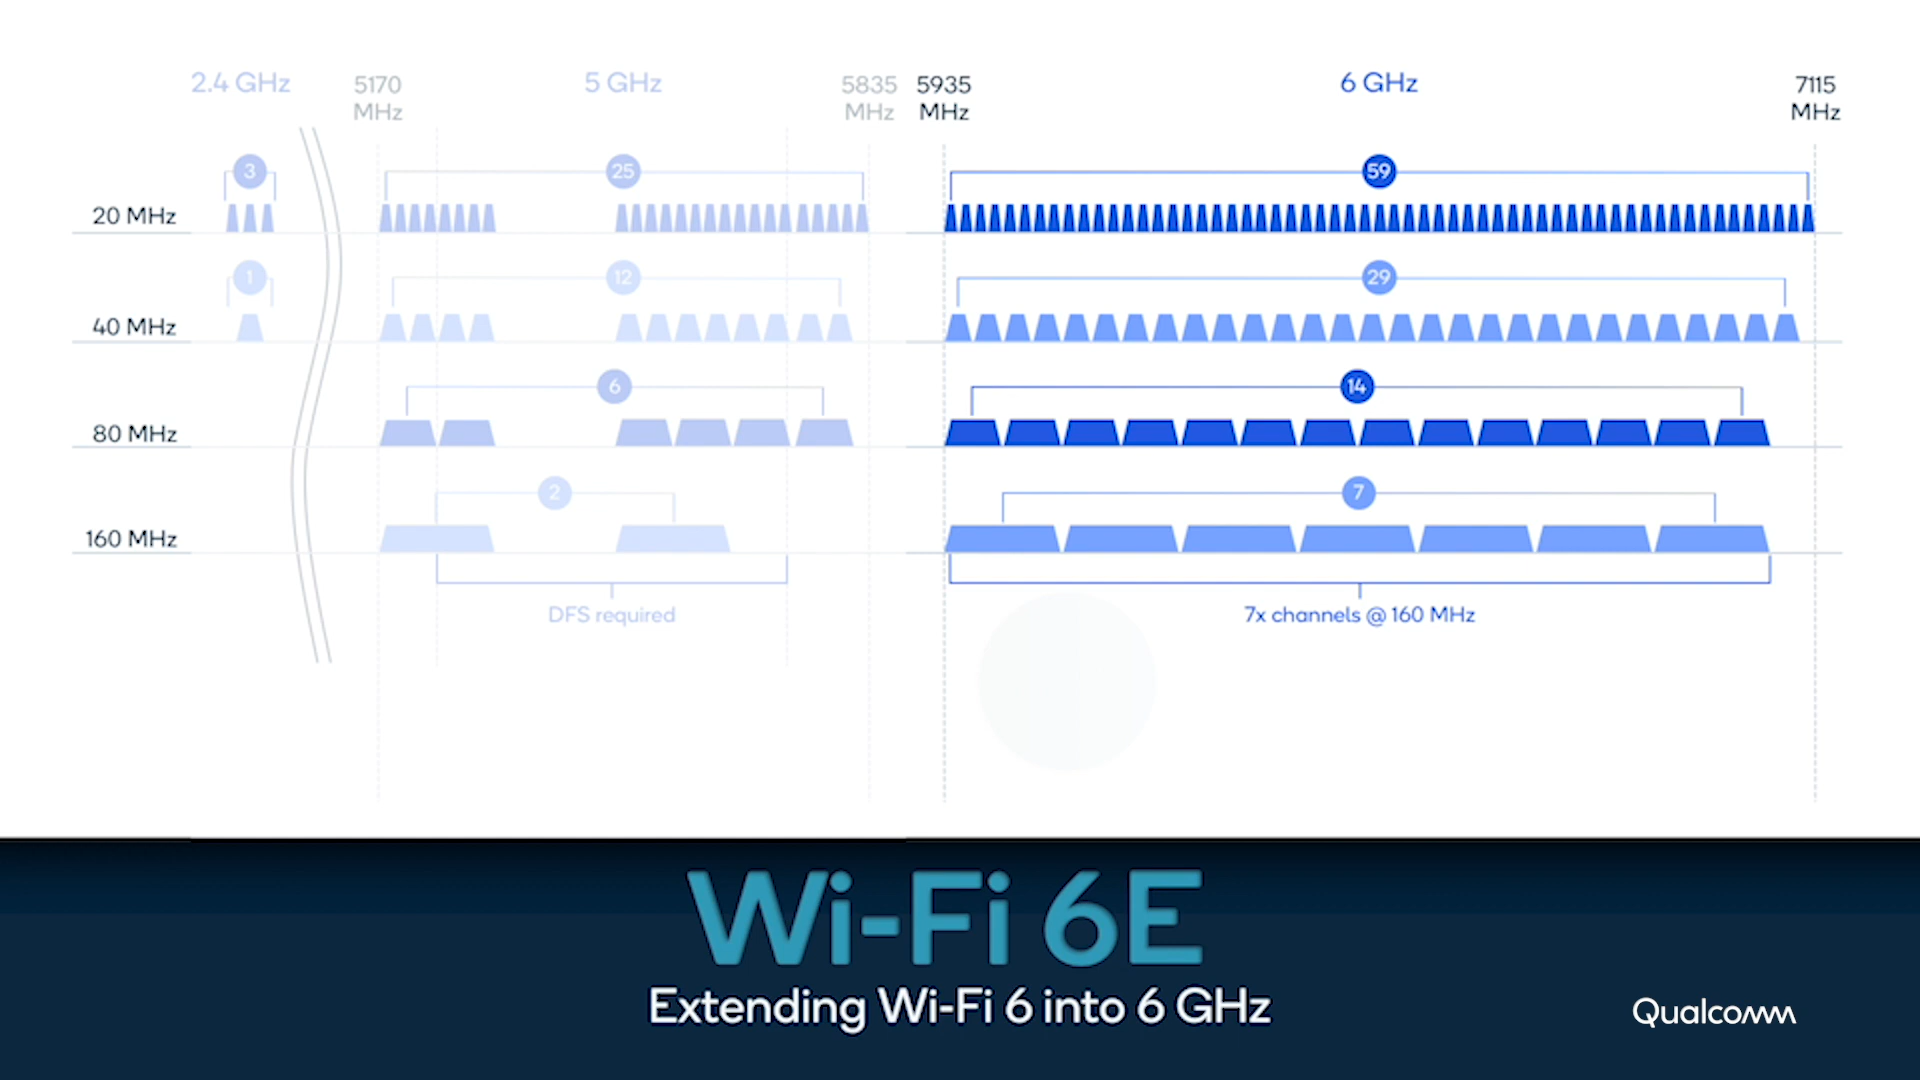 2.4 GHz
5170
MHz
5 GHz
5835
MHz
5935
MHz
6 GHz
7115
MHz
3
25
59
20 MHz
1
12
29
40 MHz
6
14
80 MHz
2
7
160 MHz
DFS required
7x channels @ 160 MHz
Wi-Fi 6E
Extending Wi-Fi 6 into 6 GHz
Qualcomm